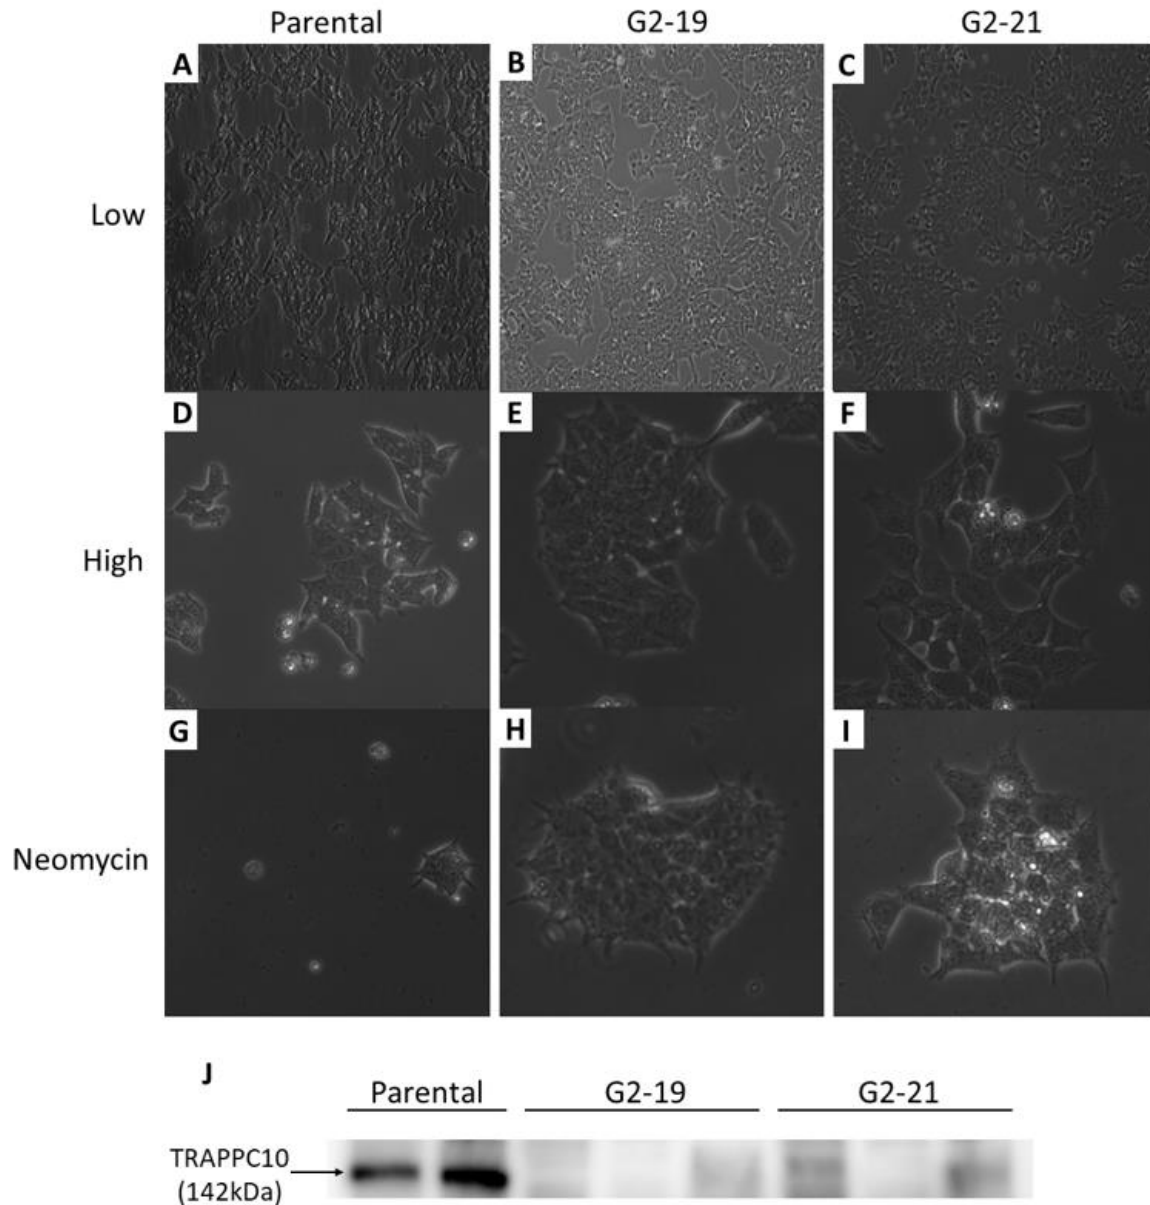 Parental G2-19 G2-21
A B C
Low
D E F
High
G H I
Neomycin
J
Parental G2-19 G2-21
TRAPPC10
(142kDa)